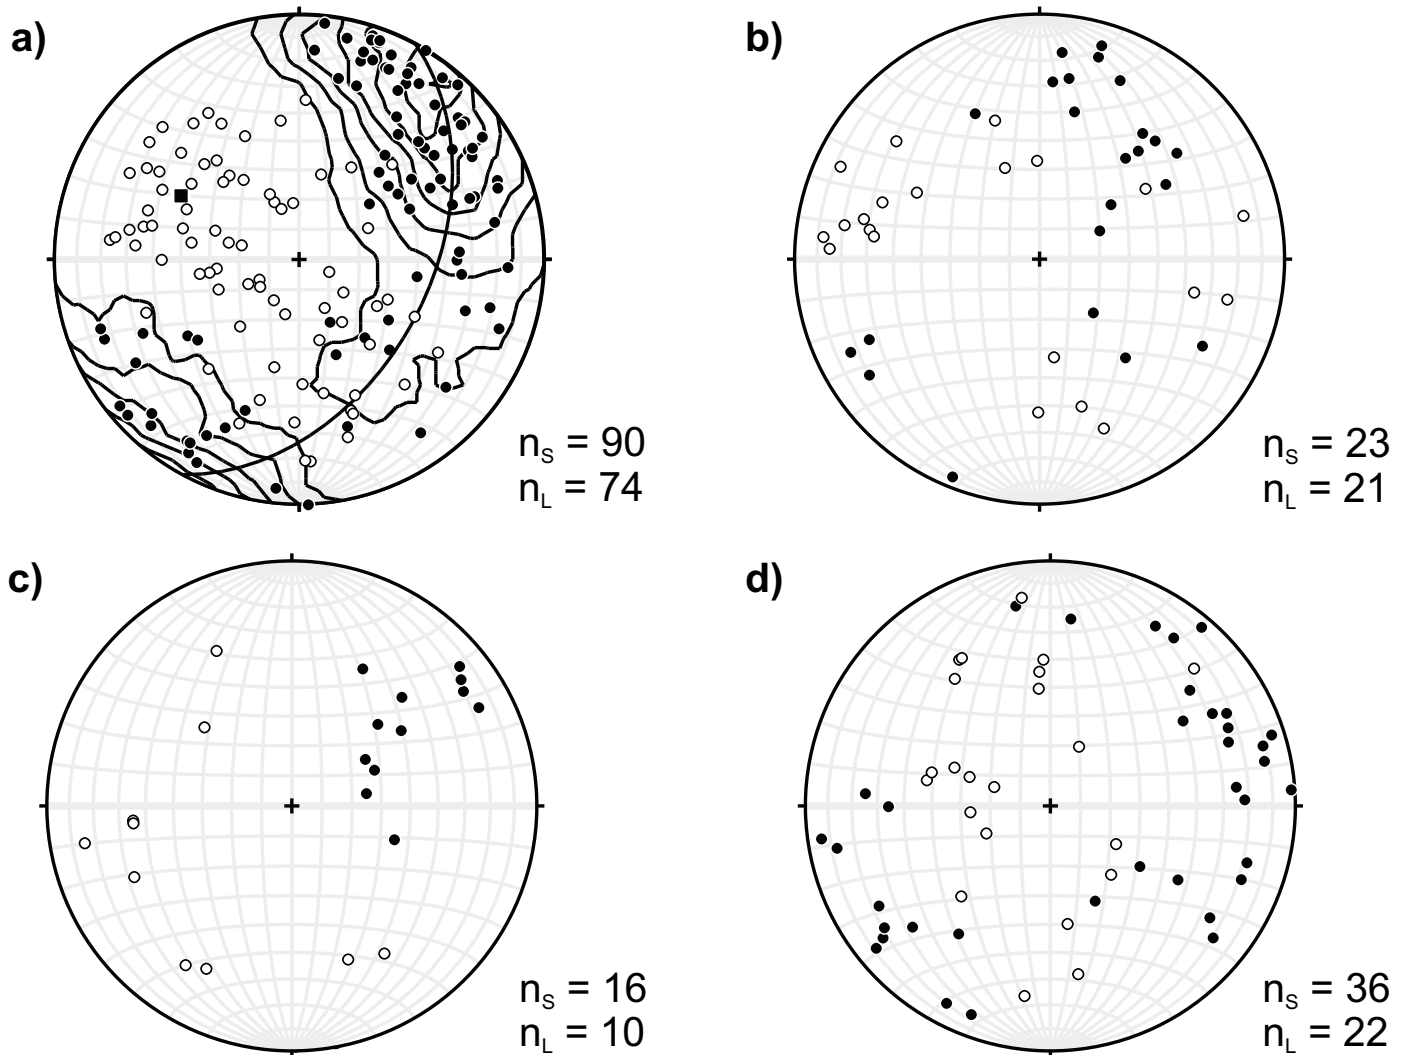 a)
n_S = 90
n_L = 74
b)
n_S = 23
n_L = 21
c)
n_S = 16
n_L = 10
d)
n_S = 36
n_L = 22